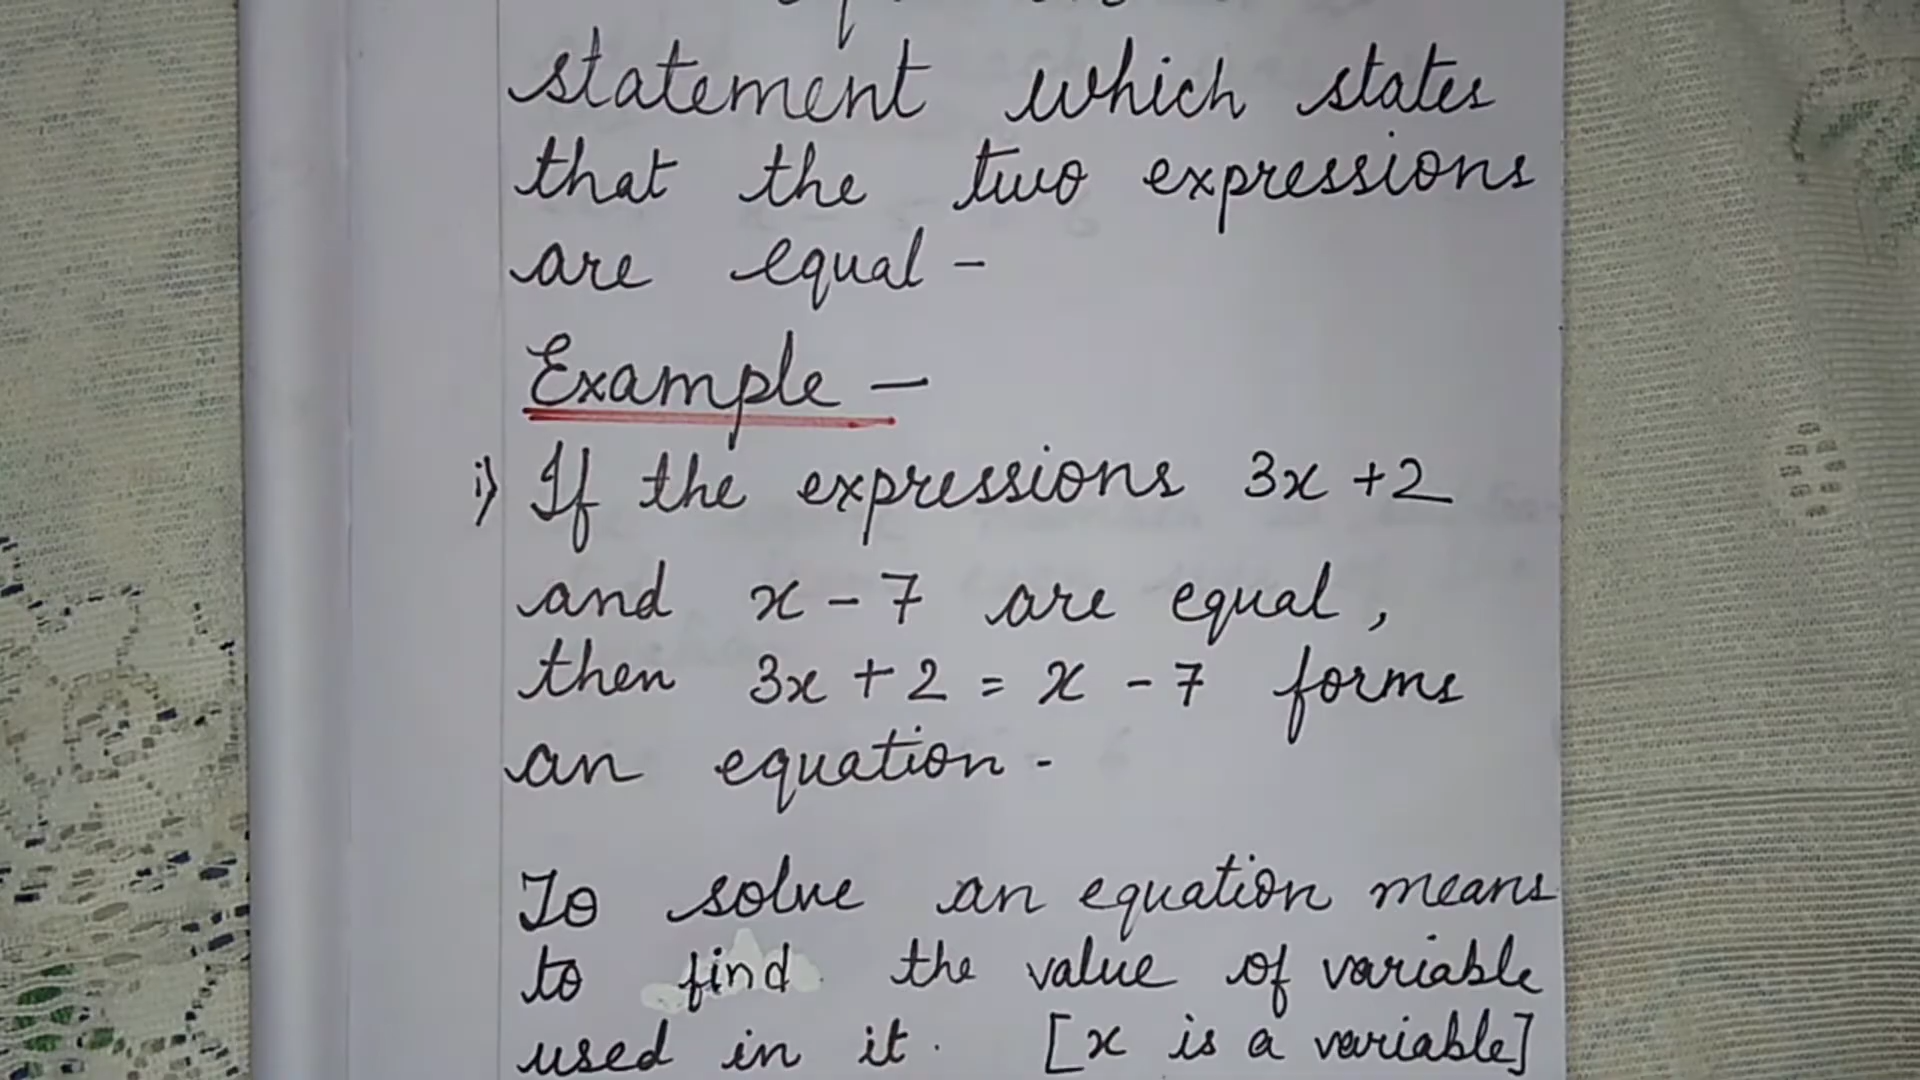 statement which states
that the two expressions
are equal -
Example -
i) If the expressions 3x + 2
and x - 7 are equal,
then 3x + 2 = x - 7 forms
an equation -
To solve an equation means
to find the value of variable
used in it. [x is a variable]